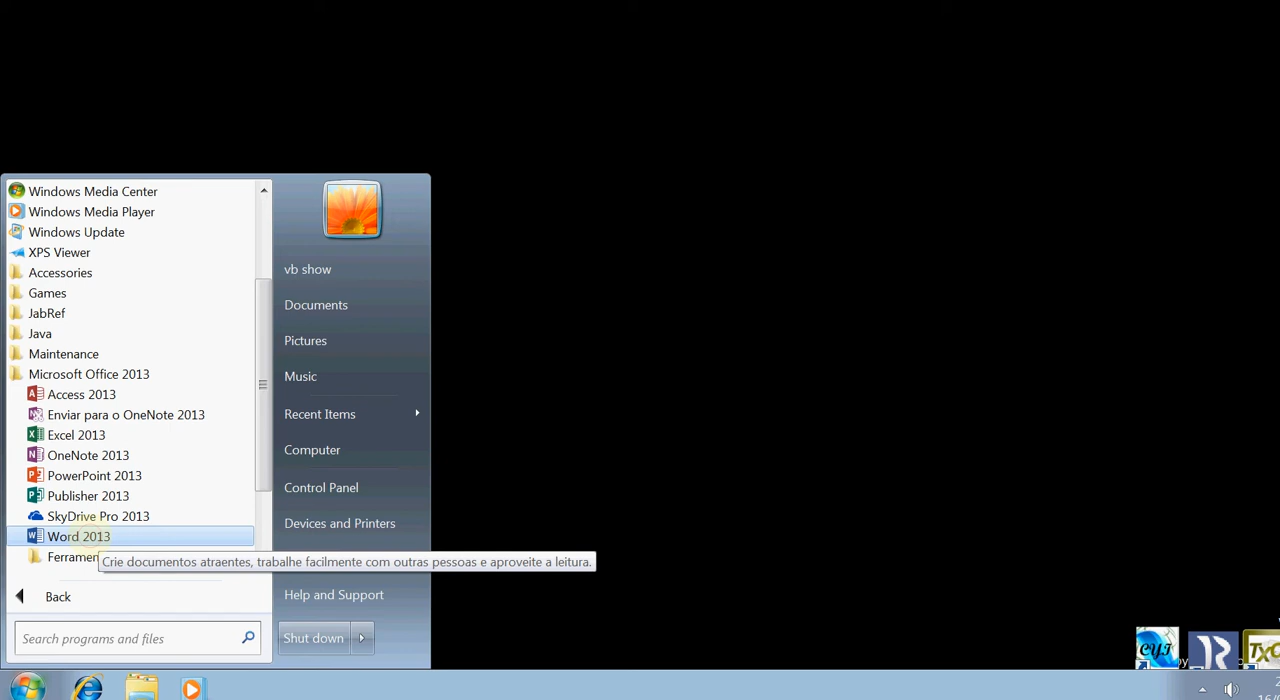 Windows Media Center
Windows Media Player
Windows Update
XPS Viewer
Accessories
Games
JabRef
Java
Maintenance
Microsoft Office 2013
Access 2013
Enviar para o OneNote 2013
Excel 2013
OneNote 2013
PowerPoint 2013
Publisher 2013
SkyDrive Pro 2013
Word 2013
Ferramen
Crie documentos atraentes, trabalhe facilmente com outras pessoas e aproveite a leitura.
Back
Search programs and files
vb show
Documents
Pictures
Music
Recent Items
Computer
Control Panel
Devices and Printers
Help and Support
Shut down